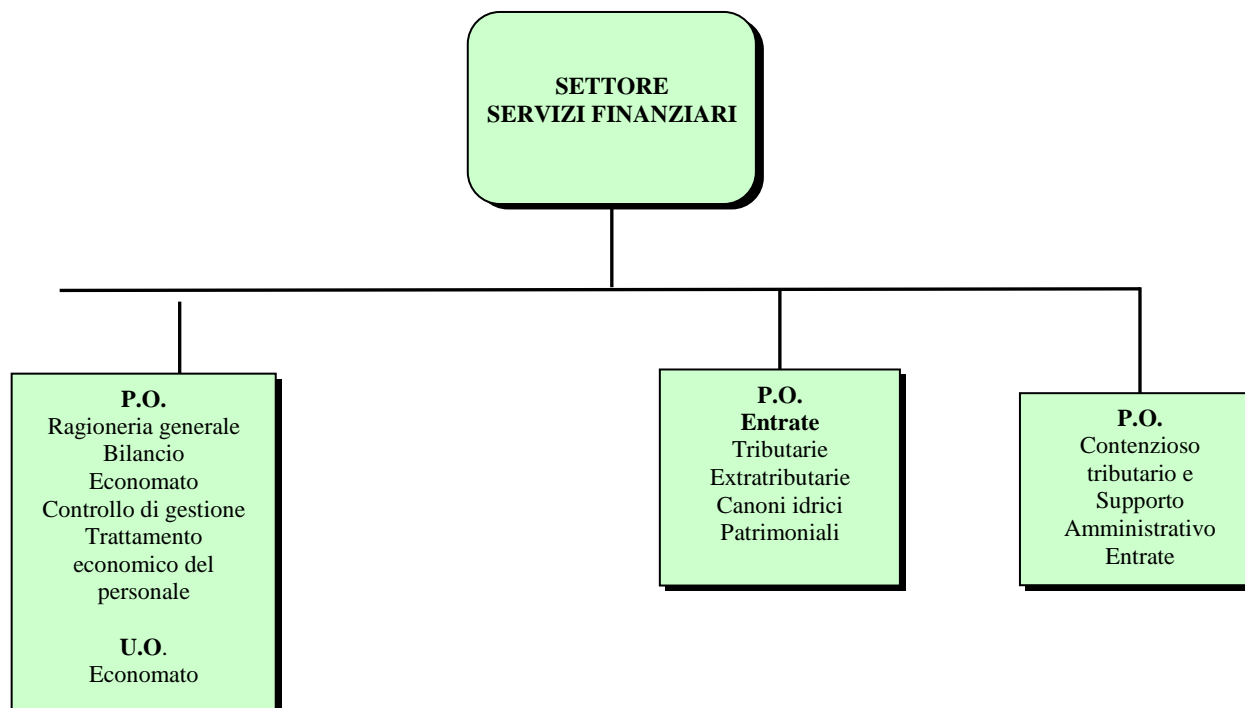 SETTORE
SERVIZI FINANZIARI
P.O.
Ragioneria generale
Bilancio
Economato
Controllo di gestione
Trattamento
economico del
personale
U.O.
Economato
P.O.
Entrate
Tributarie
Extratributarie
Canoni idrici
Patrimoniali
P.O.
Contenzioso
tributario e
Supporto
Amministrativo
Entrate